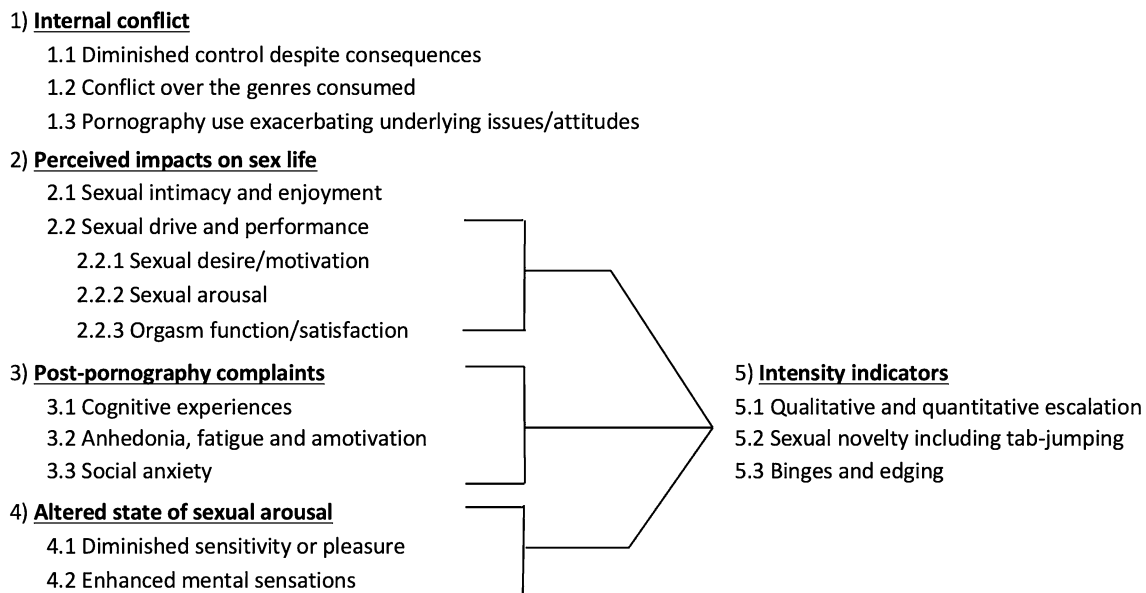 1) Internal conflict
1.1 Diminished control despite consequences
1.2 Conflict over the genres consumed
1.3 Pornography use exacerbating underlying issues/attitudes
2) Perceived impacts on sex life
2.1 Sexual intimacy and enjoyment
2.2 Sexual drive and performance
2.2.1 Sexual desire/motivation
2.2.2 Sexual arousal
2.2.3 Orgasm function/satisfaction
3) Post-pornography complaints
3.1 Cognitive experiences
3.2 Anhedonia, fatigue and amotivation
3.3 Social anxiety
4) Altered state of sexual arousal
4.1 Diminished sensitivity or pleasure
4.2 Enhanced mental sensations
5) Intensity indicators
5.1 Qualitative and quantitative escalation
5.2 Sexual novelty including tab-jumping
5.3 Binges and edging